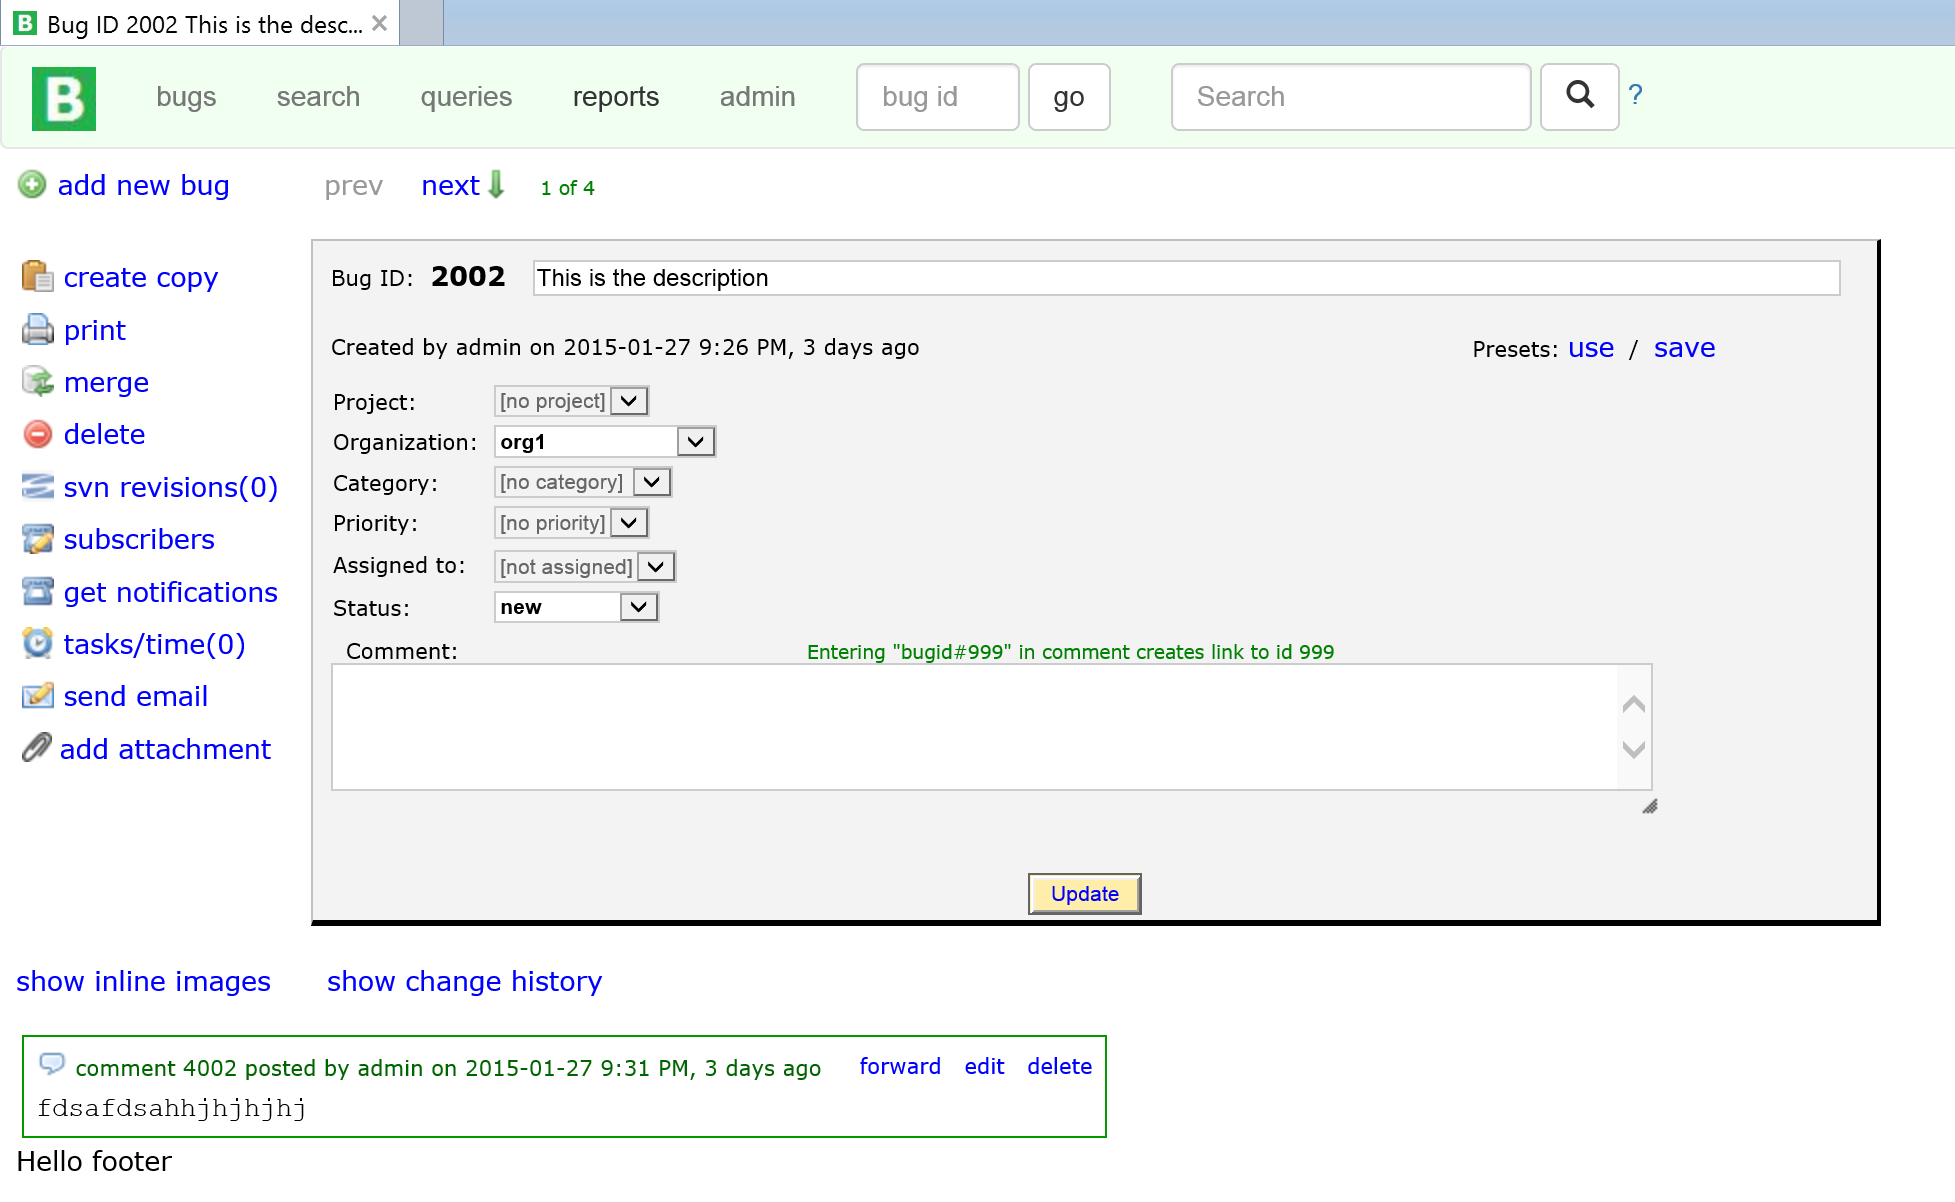 B Bug ID 2002 This is the desc...
B bugs search queries reports admin bug id go Search ?
add new bug prev next 1 of 4
create copy
print
merge
delete
svn revisions(0)
subscribers
get notifications
tasks/time(0)
send email
add attachment
Bug ID: 2002 This is the description
Created by admin on 2015-01-27 9:26 PM, 3 days ago Presets: use / save
Project: [no project]
Organization: org1
Category: [no category]
Priority: [no priority]
Assigned to: [not assigned]
Status: new
Comment: Entering "bugid#999" in comment creates link to id 999
Update
show inline images show change history
comment 4002 posted by admin on 2015-01-27 9:31 PM, 3 days ago forward edit delete
fdsafdsahhjhjhjhj
Hello footer